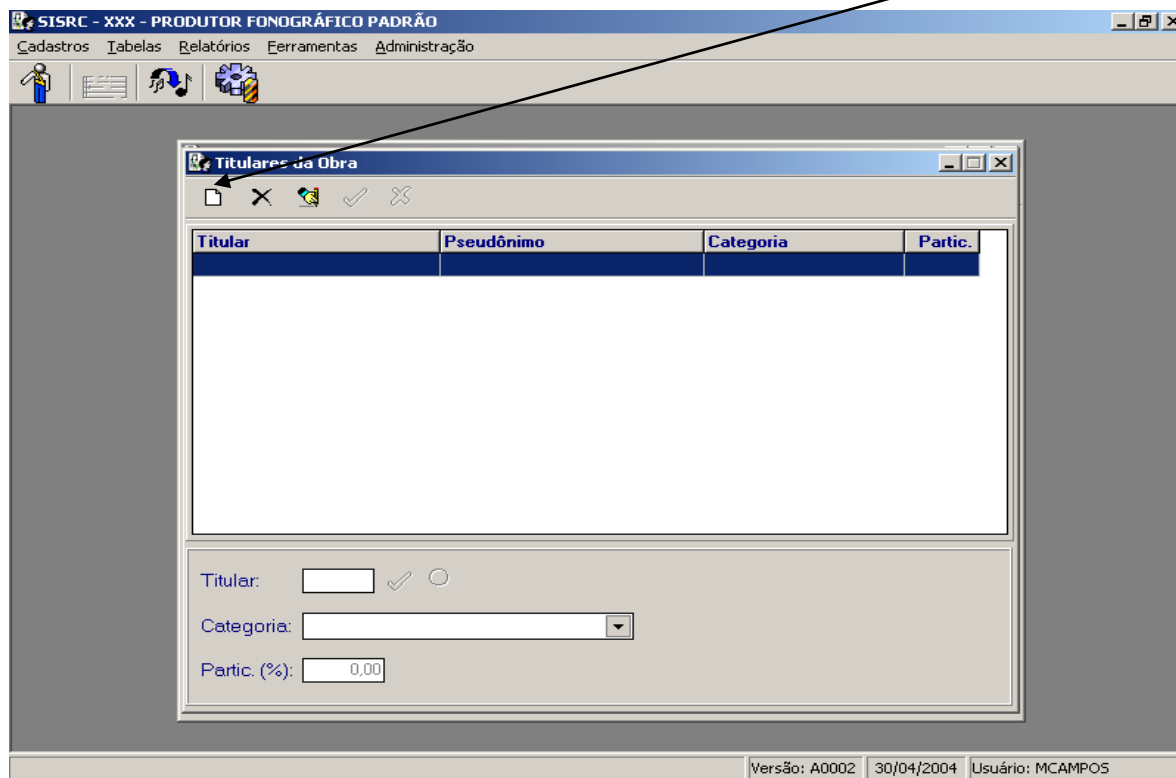 SISRC - XXX - PRODUTOR FONOGRÁFICO PADRÃO
Cadastros Tabelas Relatórios Ferramentas Administração
Titulares da Obra
Titular Pseudônimo Categoria Partic.
Titular:
Categoria:
Partic. (%): 0,00
Versão: A0002 30/04/2004 Usuário: MCAMPOS